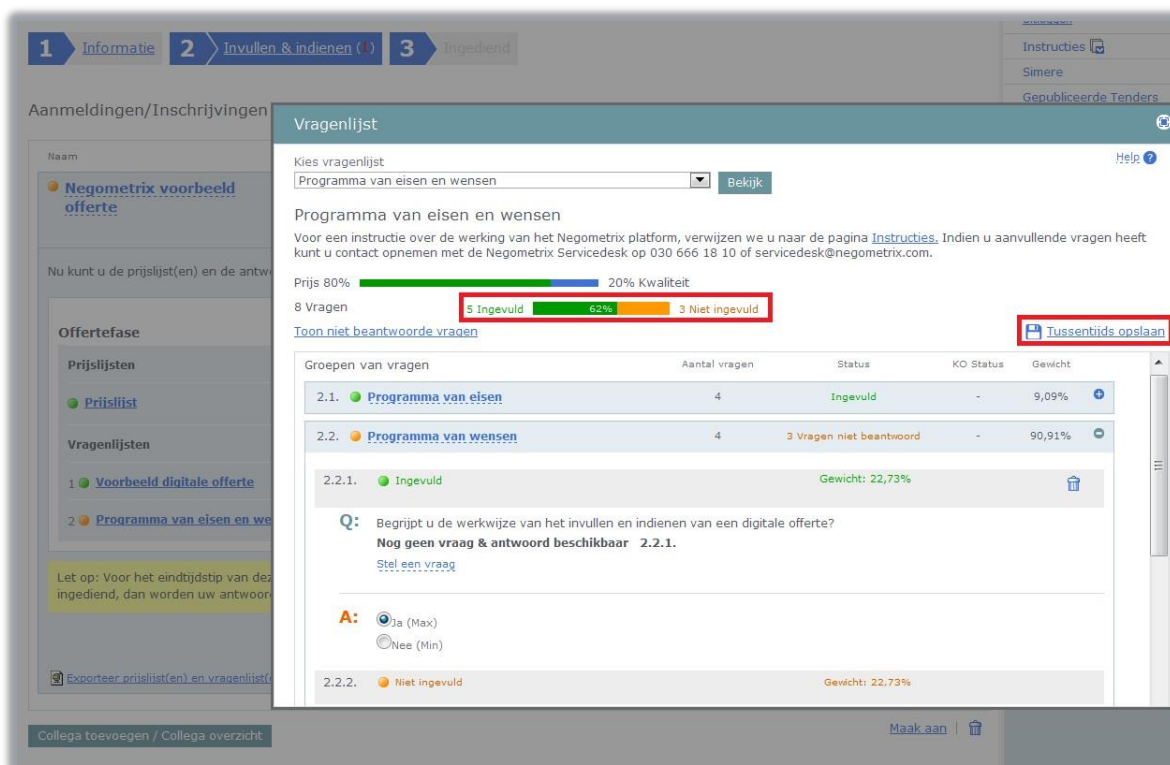 1 Informatie 2 Invullen & indienen (1) 3 Ingediend
Inloggen
Instructies
Simere
Gepubliceerde Tenders
Aanmeldingen/Inschrijvingen
Naam
Negometrix voorbeeld
offerte
Nu kunt u de prijslijst(en) en de antw
Offertefase
Prijslijsten
Prijslijst
Vragenlijsten
1 Voorbeeld digitale offerte
2 Programma van eisen en we
Let op: Voor het eindtijdstip van dez
ingediend, dan worden uw antwoor
Exporteer prijslijst(en) en vragenlijst(
Collega toevoegen / Collega overzicht
Maak aan |
Vragenlijst
Kies vragenlijst
Help ?
Programma van eisen en wensen Bekijk
Programma van eisen en wensen
Voor een instructie over de werking van het Negometrix platform, verwijzen we u naar de pagina Instructies. Indien u aanvullende vragen heeft
kunt u contact opnemen met de Negometrix Servicedesk op 030 666 18 10 of servicedesk@negometrix.com.
Prijs 80% 20% Kwaliteit
8 Vragen 5 Ingevuld 62% 3 Niet ingevuld
Toon niet beantwoorde vragen Tussentijds opslaan
Groepen van vragen Aantal vragen Status KO Status Gewicht
2.1. Programma van eisen 4 Ingevuld - 9,09%
2.2. Programma van wensen 4 3 Vragen niet beantwoord - 90,91%
2.2.1. Ingevuld Gewicht: 22,73%
Q: Begrijpt u de werkwijze van het invullen en indienen van een digitale offerte?
Nog geen vraag & antwoord beschikbaar 2.2.1.
Stel een vraag
A: Ja (Max)
Nee (Min)
2.2.2. Niet ingevuld Gewicht: 22,73%